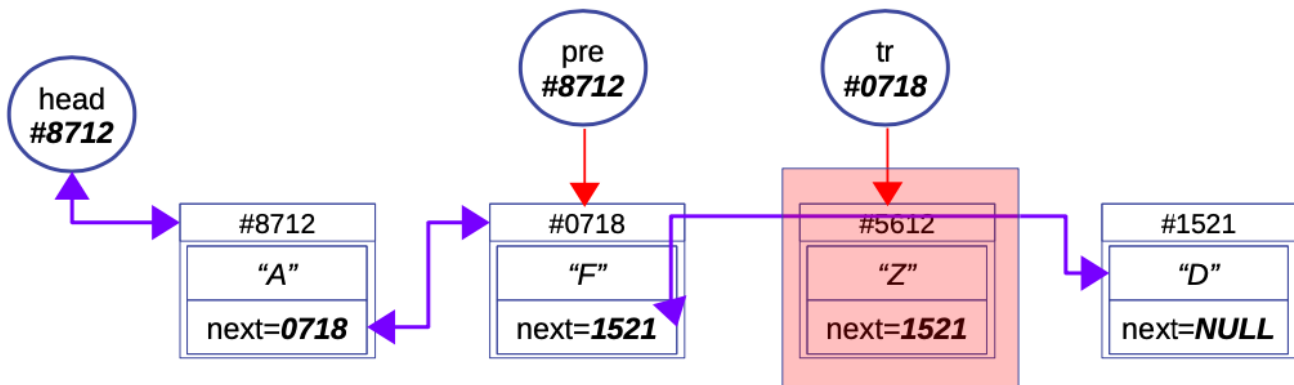 head
#8712
pre
#8712
tr
#0718
#8712
“A”
next=0718
#0718
“F”
next=1521
#5612
“Z”
next=1521
#1521
“D”
next=NULL